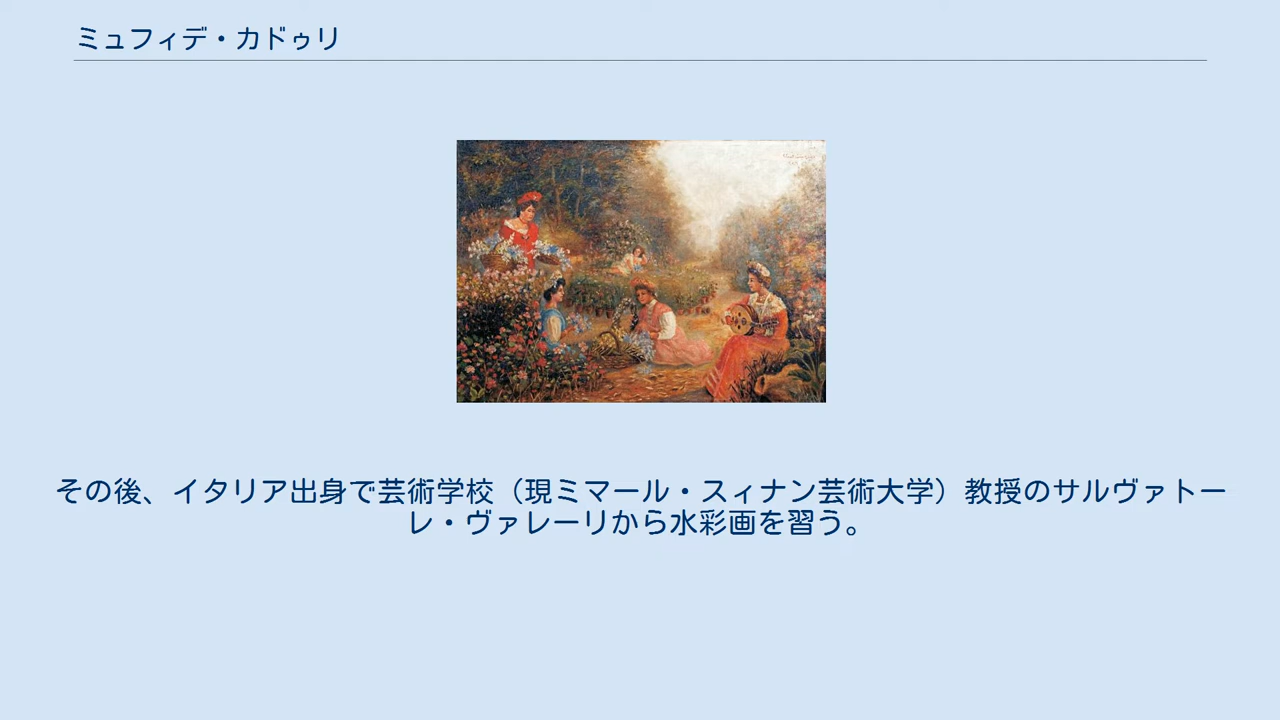 ミュフィデ・カドゥリ
その後、イタリア出身で芸術学校（現ミマール・スィナン芸術大学）教授のサルヴァトー
レ・ヴァレーリから水彩画を習う。